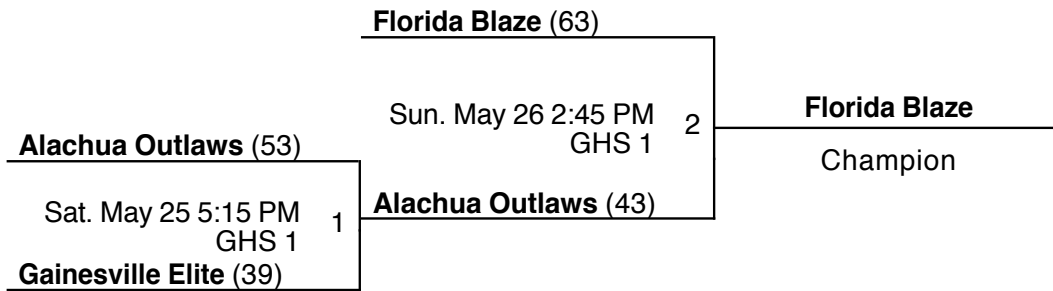 Florida Blaze (63)
Sun. May 26 2:45 PM
GHS 1
2
Florida Blaze
Champion
Alachua Outlaws (53)
Sat. May 25 5:15 PM
GHS 1
1
Alachua Outlaws (43)
Gainesville Elite (39)